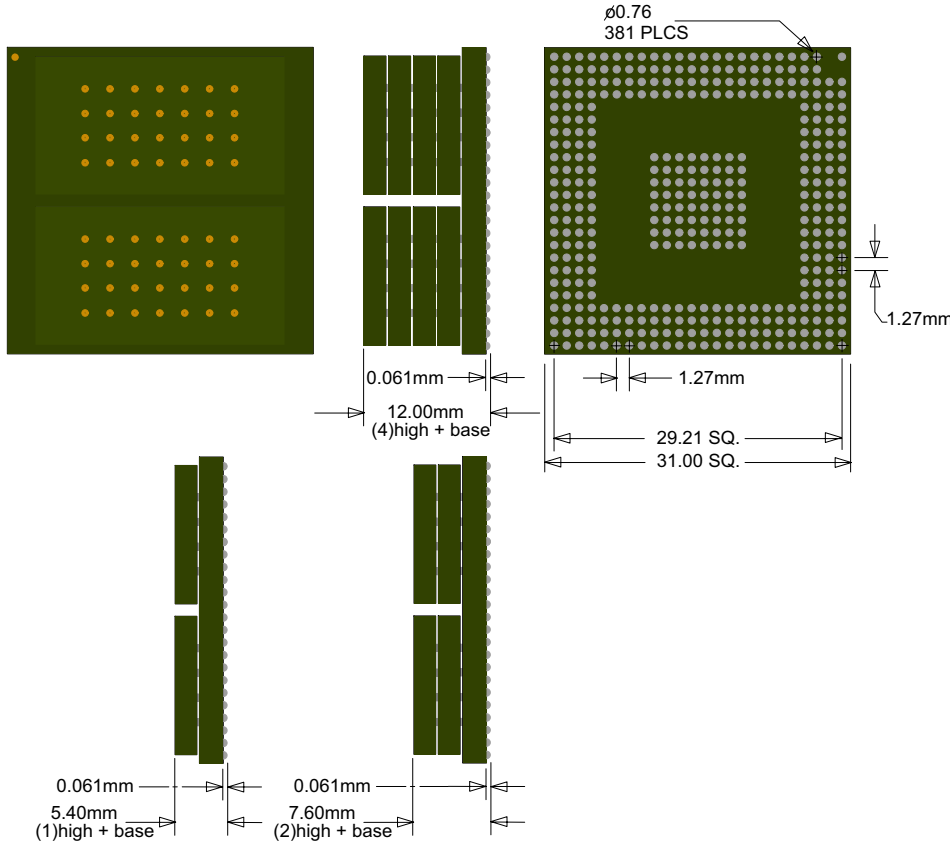 ø0.76
381 PLCS
1.27mm
0.061mm
1.27mm
12.00mm
(4)high + base
29.21 SQ.
31.00 SQ.
0.061mm
0.061mm
5.40mm
(1)high + base
7.60mm
(2)high + base